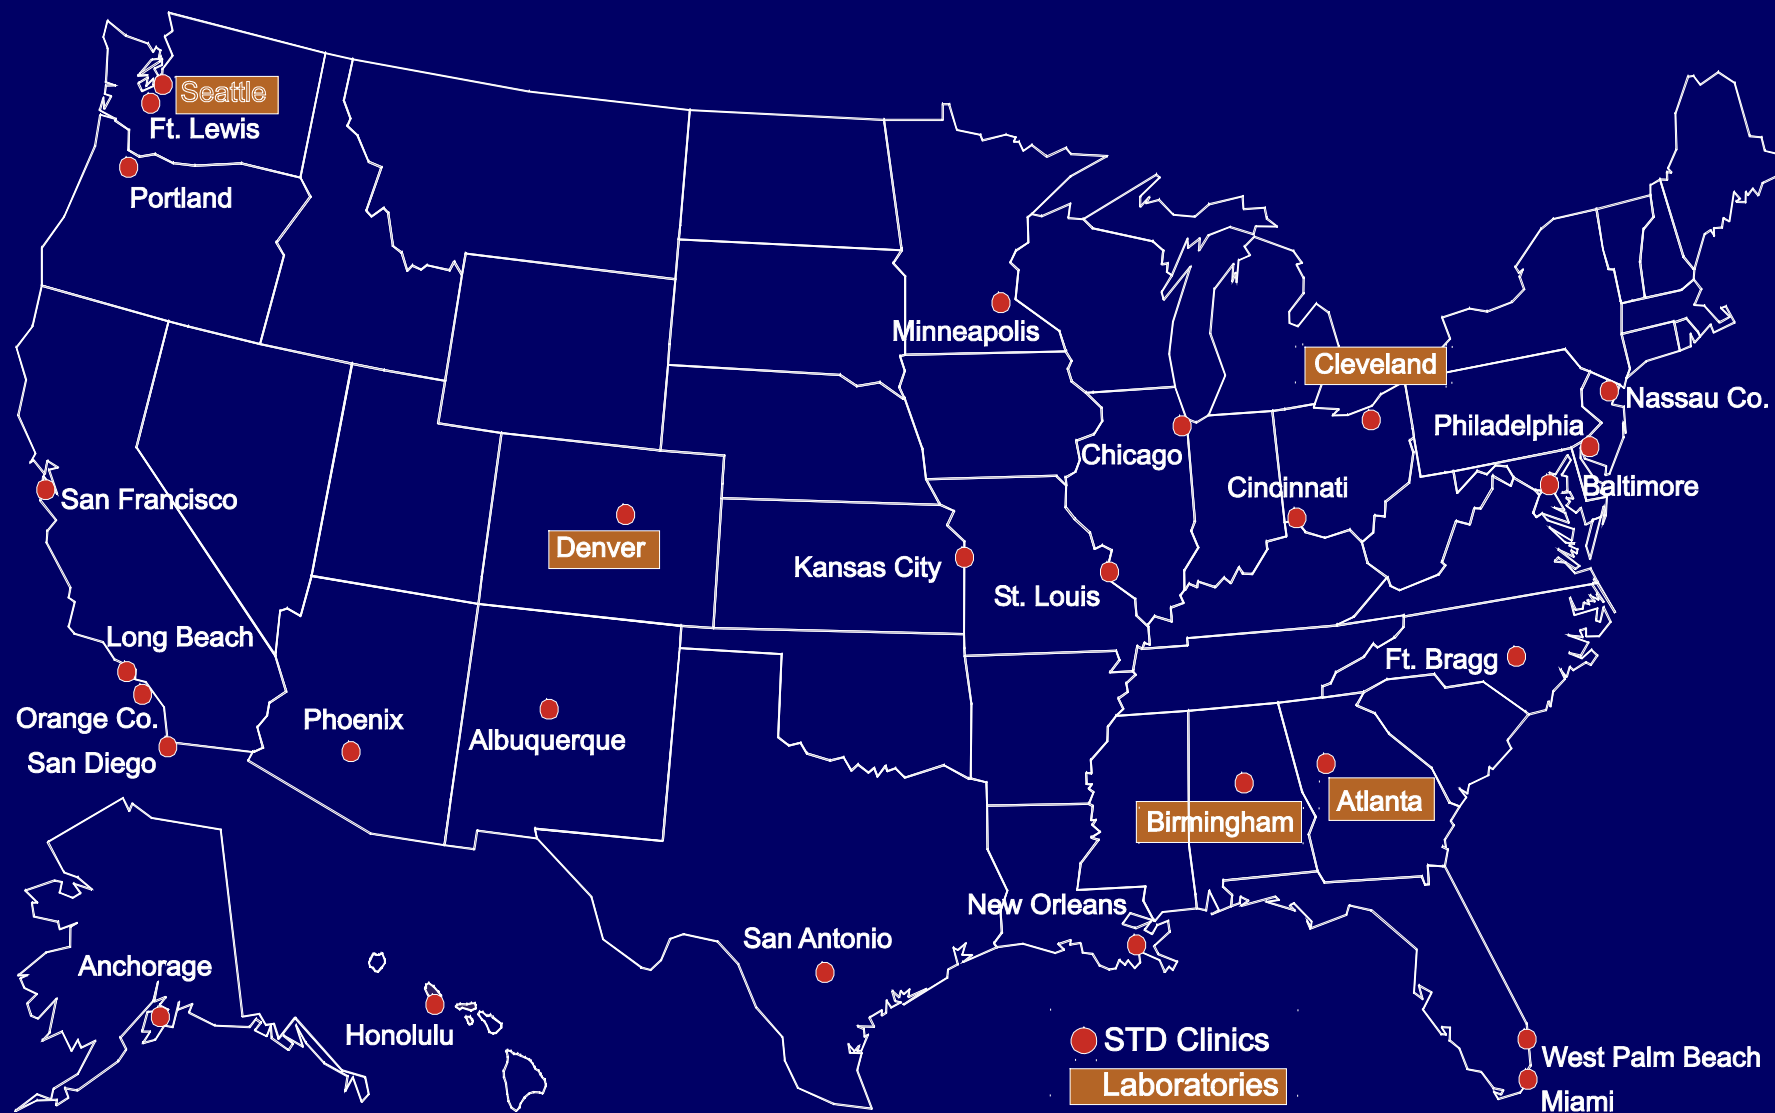 Seattle
Ft. Lewis
Portland
Minneapolis
Cleveland
Nassau Co.
Philadelphia
Chicago
Cincinnati
Baltimore
San Francisco
Denver
Kansas City
St. Louis
Long Beach
Ft. Bragg
Orange Co.
Phoenix
Albuquerque
San Diego
Atlanta
Birmingham
New Orleans
San Antonio
Anchorage
Honolulu
STD Clinics
West Palm Beach
Laboratories
Miami